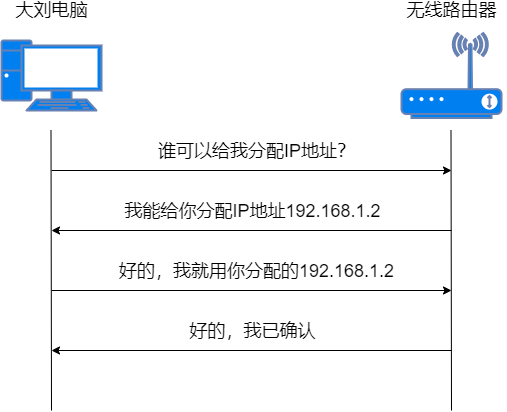 大刘电脑
无线路由器
谁可以给我分配IP地址?
我能给你分配IP地址192.168.1.2
好的，我就用你分配的192.168.1.2
好的，我已确认